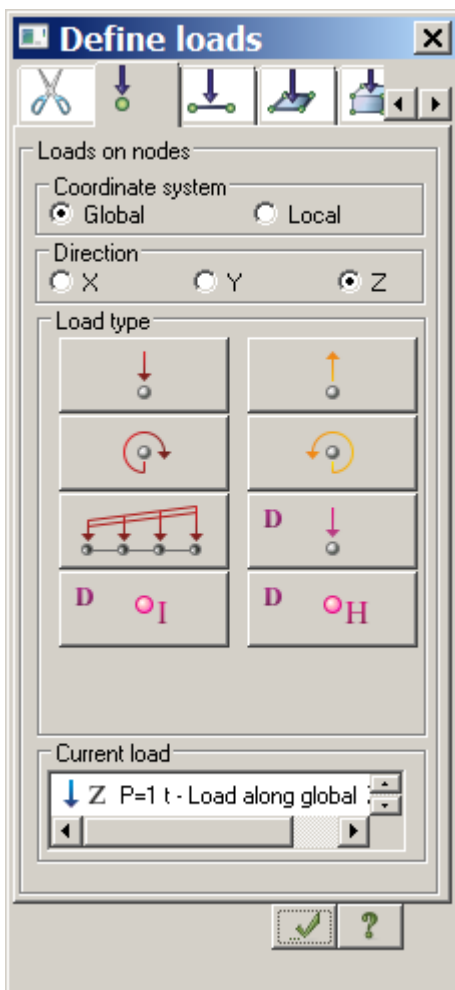 Define loads
Loads on nodes
Coordinate system
Global Local
Direction
X Y Z
Load type
D
D I D H
Current load
Z P=1 t - Load along global
?